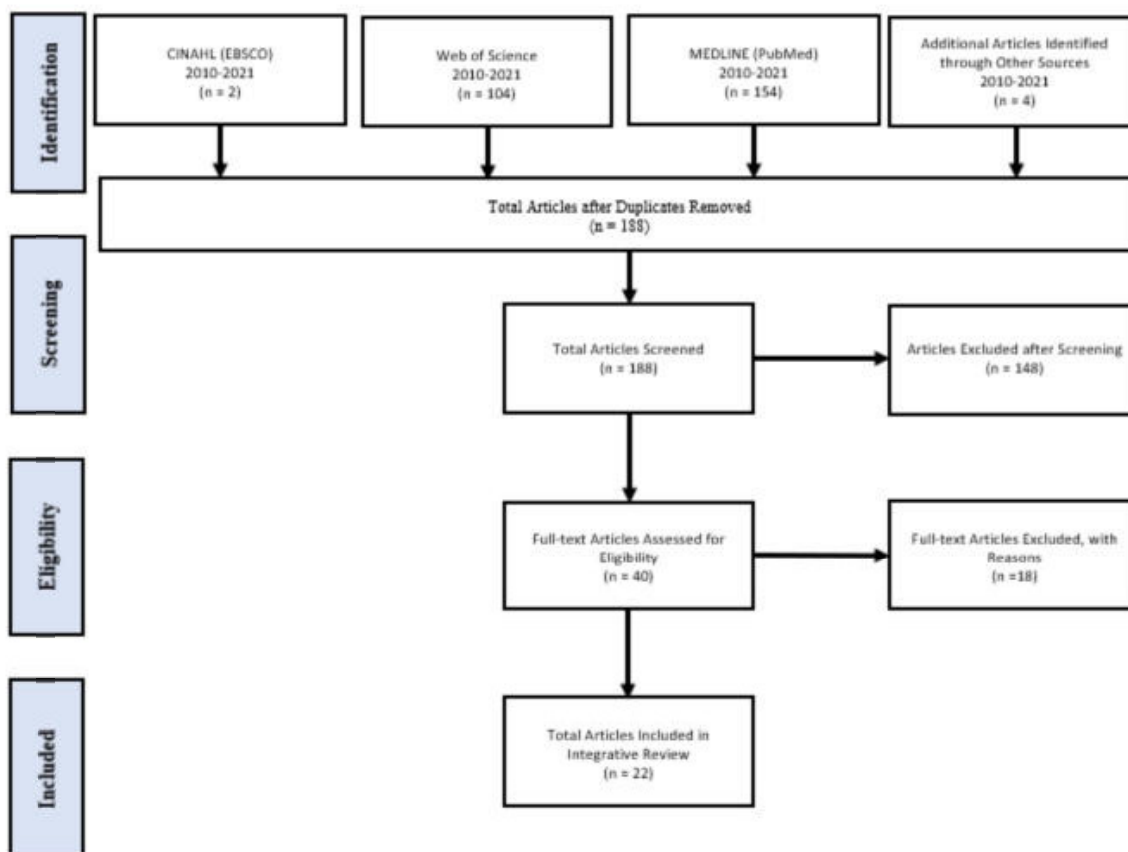 Identification
CINAHL (EBSCO)
2010-2021
(n = 2)
Web of Science
2010-2021
(n = 104)
MEDLINE (PubMed)
2010-2021
(n = 154)
Additional Articles Identified
through Other Sources
2010-2021
(n = 4)
Total Articles after Duplicates Removed
(n = 188)
Screening
Total Articles Screened
(n = 188)
Articles Excluded after Screening
(n = 148)
Eligibility
Full-text Articles Assessed for
Eligibility
(n = 40)
Full-text Articles Excluded, with
Reasons
(n =18)
Included
Total Articles Included in
Integrative Review
(n = 22)